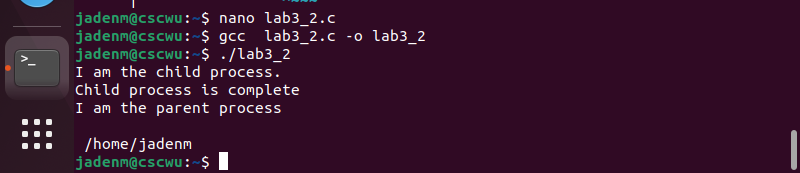 jadenm@cscwu:~$ nano lab3_2.c
jadenm@cscwu:~$ gcc  lab3_2.c -o lab3_2
jadenm@cscwu:~$ ./lab3_2
I am the child process.
Child process is complete
I am the parent process
/home/jadenm
jadenm@cscwu:~$
>_